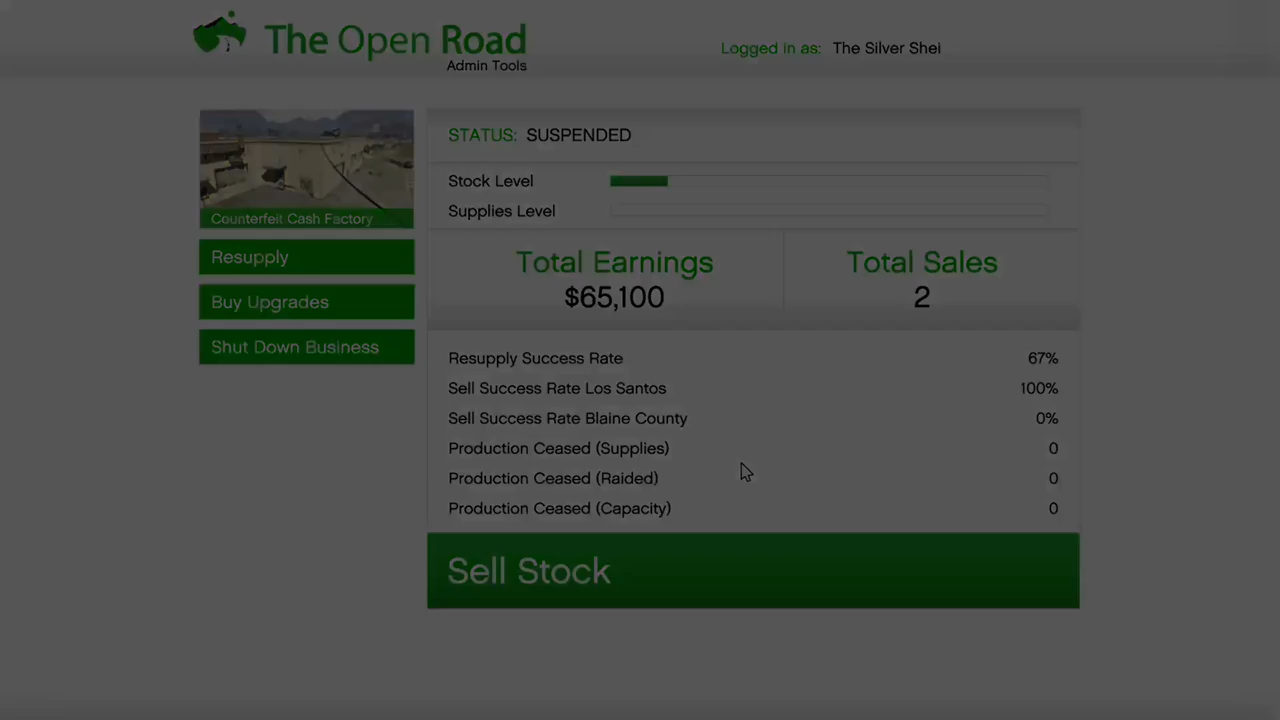 The Open Road
Admin Tools
Logged in as: The Silver Shei
Counterfeit Cash Factory
Resupply
Buy Upgrades
Shut Down Business
STATUS: SUSPENDED
Stock Level
Supplies Level
Total Earnings
$65,100
Total Sales
2
Resupply Success Rate 67%
Sell Success Rate Los Santos 100%
Sell Success Rate Blaine County 0%
Production Ceased (Supplies) 0
Production Ceased (Raided) 0
Production Ceased (Capacity) 0
Sell Stock